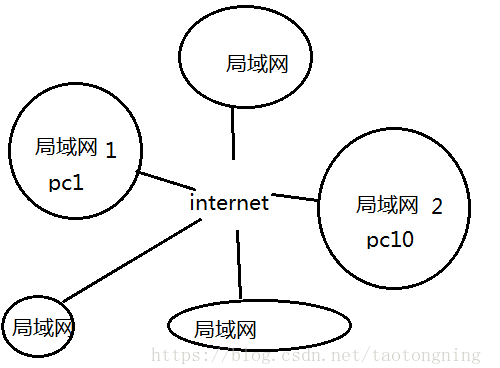 局域网
局域网 1
pc1
internet
局域网 2
pc10
局域网
局域网
https://blog.csdn.net/taotongning